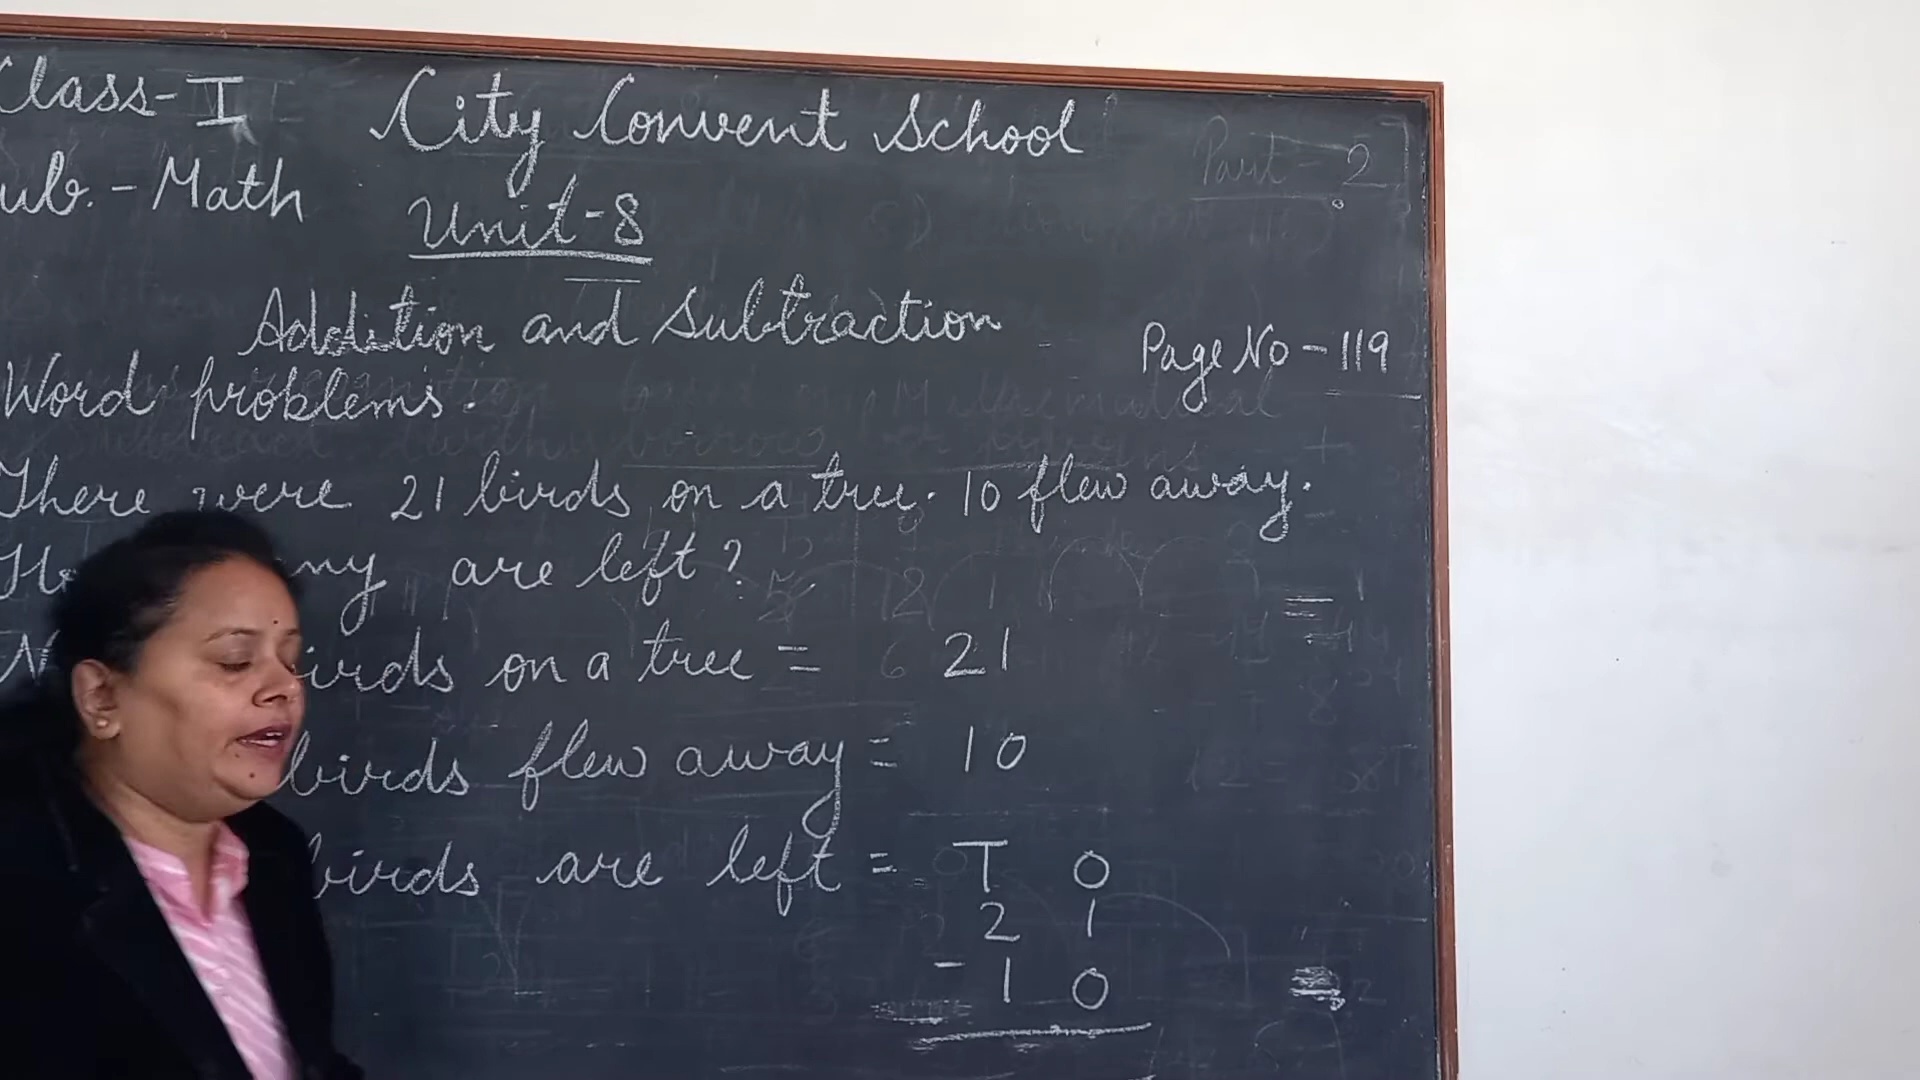 Class-I City Convent School
Part-2
ub.-Math
Unit-8
Addition and Subtraction
Page No-119
Word problems.
There were 21 birds on a tree. 10 flew away.
are left?
on a tree = 21
birds flew away = 10
birds are left = T O
2 1
- 1 0